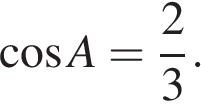 cos A = 2/3.